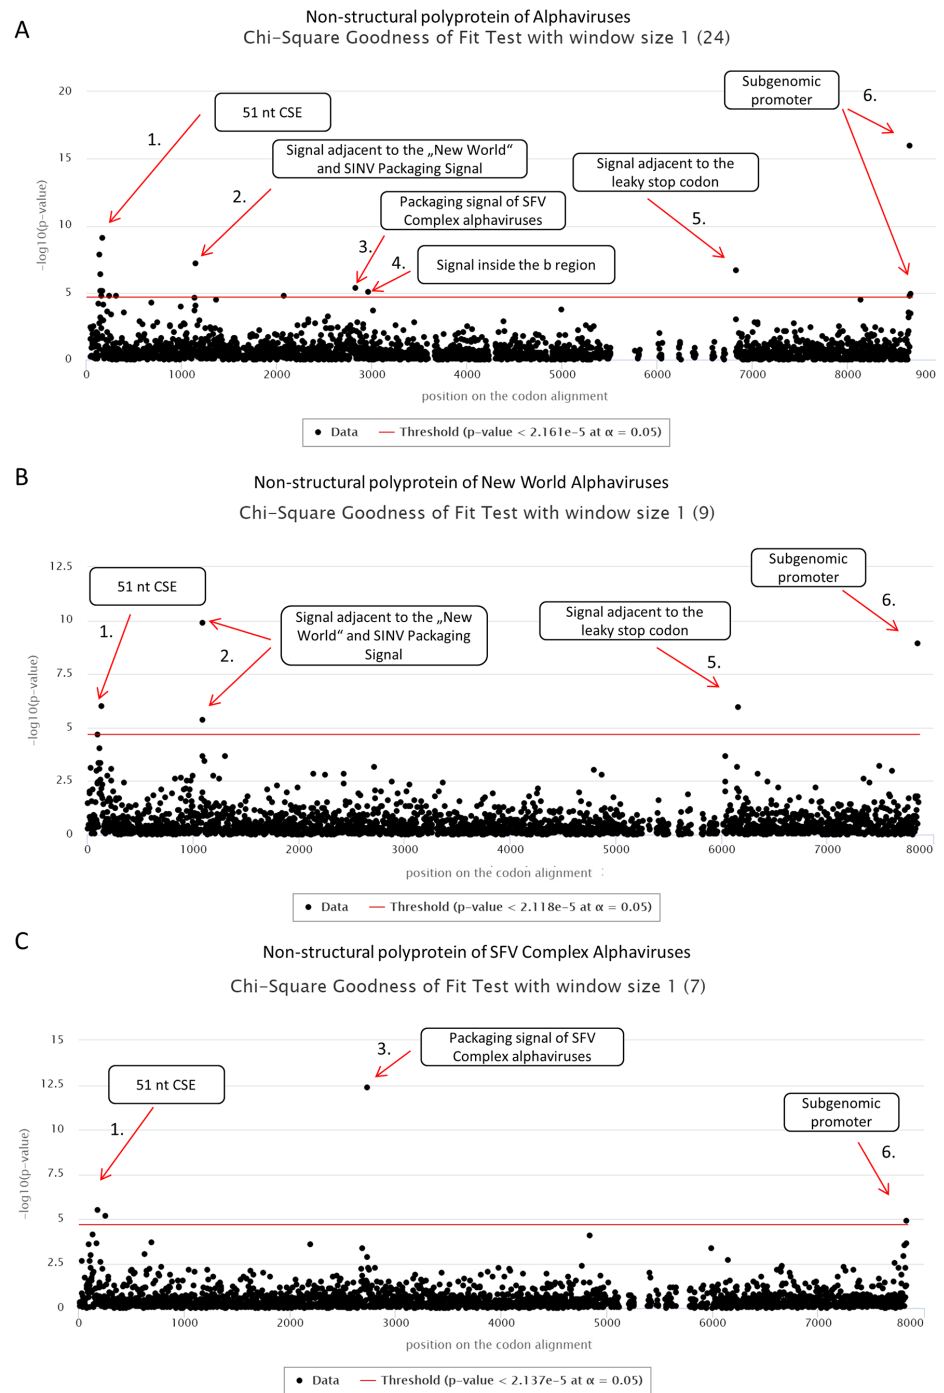 A
Non-structural polyprotein of Alphaviruses
Chi-Square Goodness of Fit Test with window size 1 (24)
20
15
10
5
0
-log10(p-value)
51 nt CSE
1.
Signal adjacent to the „New World“
and SINV Packaging Signal
2.
Packaging signal of SFV
Complex alphaviruses
3.
4.
Signal inside the b region
Signal adjacent to the
leaky stop codon
5.
Subgenomic
promoter
6.
0
1000
2000
3000
4000
5000
6000
7000
8000
900
position on the codon alignment
Data
Threshold (p-value < 2.161e-5 at α = 0.05)
B
Non-structural polyprotein of New World Alphaviruses
Chi-Square Goodness of Fit Test with window size 1 (9)
12.5
10
7.5
5
2.5
0
-log10(p-value)
51 nt CSE
1.
Signal adjacent to the „New
World“ and SINV Packaging
Signal
2.
Signal adjacent to the
leaky stop codon
5.
Subgenomic
promoter
6.
0
1000
2000
3000
4000
5000
6000
7000
8000
position on the codon alignment
Data
Threshold (p-value < 2.118e-5 at α = 0.05)
C
Non-structural polyprotein of SFV Complex Alphaviruses
Chi-Square Goodness of Fit Test with window size 1 (7)
15
12.5
10
7.5
5
2.5
0
-log10(p-value)
51 nt CSE
1.
3.
Packaging signal of SFV
Complex alphaviruses
Subgenomic
promoter
6.
0
1000
2000
3000
4000
5000
6000
7000
8000
position on the codon alignment
Data
Threshold (p-value < 2.137e-5 at α = 0.05)